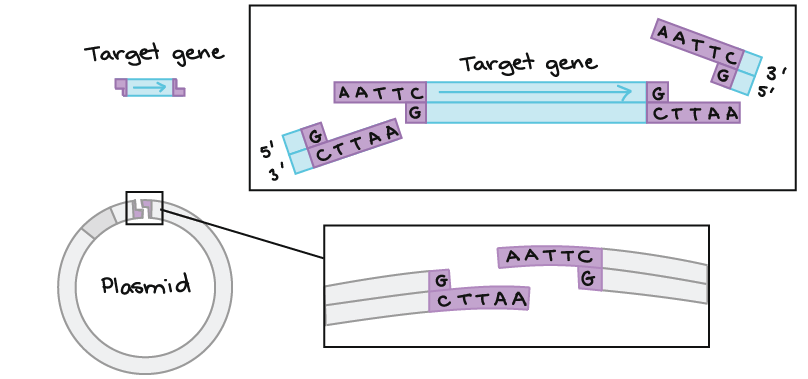 Target gene
Target gene
AATTC
G
3'
5'
AATTC
G
G
CTTAA
5'
3'
G
CTTAA
Plasmid
G
CTTAA
AATTC
G